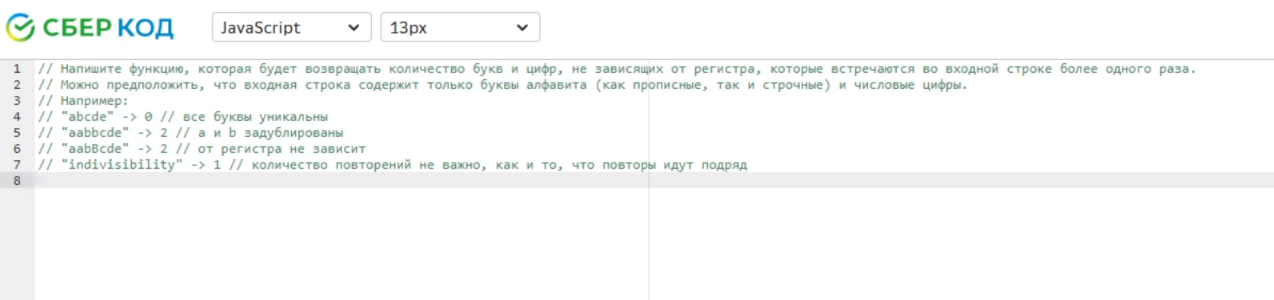 СБЕР КОД JavaScript 13px
1 // Напишите функцию, которая будет возвращать количество букв и цифр, не зависящих от регистра, которые встречаются во входной строке более одного раза.
2 // Можно предположить, что входная строка содержит только буквы алфавита (как прописные, так и строчные) и числовые цифры.
3 // Например:
4 // "abcde" -> 0 // все буквы уникальны
5 // "aabbcde" -> 2 // a и b задублированы
6 // "aabBcde" -> 2 // от регистра не зависит
7 // "indivisibility" -> 1 // количество повторений не важно, как и то, что повторы идут подряд
8